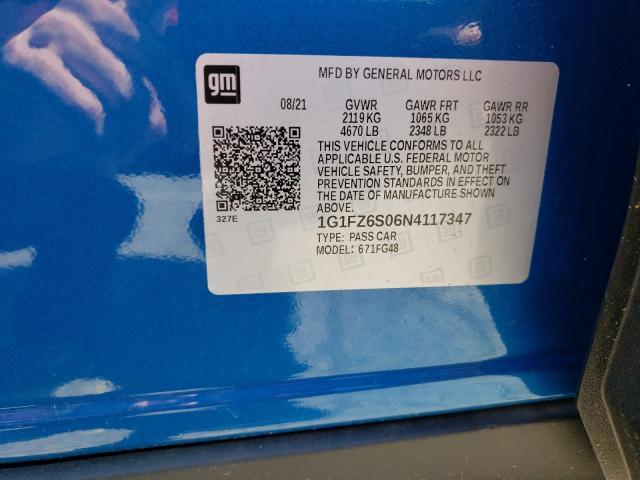 gm
MFD BY GENERAL MOTORS LLC
08/21 GVWR GAWR FRT GAWR RR
2119 KG 1065 KG 1053 KG
4670 LB 2348 LB 2322 LB
THIS VEHICLE CONFORMS TO ALL
APPLICABLE U.S. FEDERAL MOTOR
VEHICLE SAFETY, BUMPER, AND THEFT
PREVENTION STANDARDS IN EFFECT ON
THE DATE OF MANUFACTURE SHOWN
ABOVE.
327E
1G1FZ6S06N4117347
TYPE: PASS CAR
MODEL: 671FG48